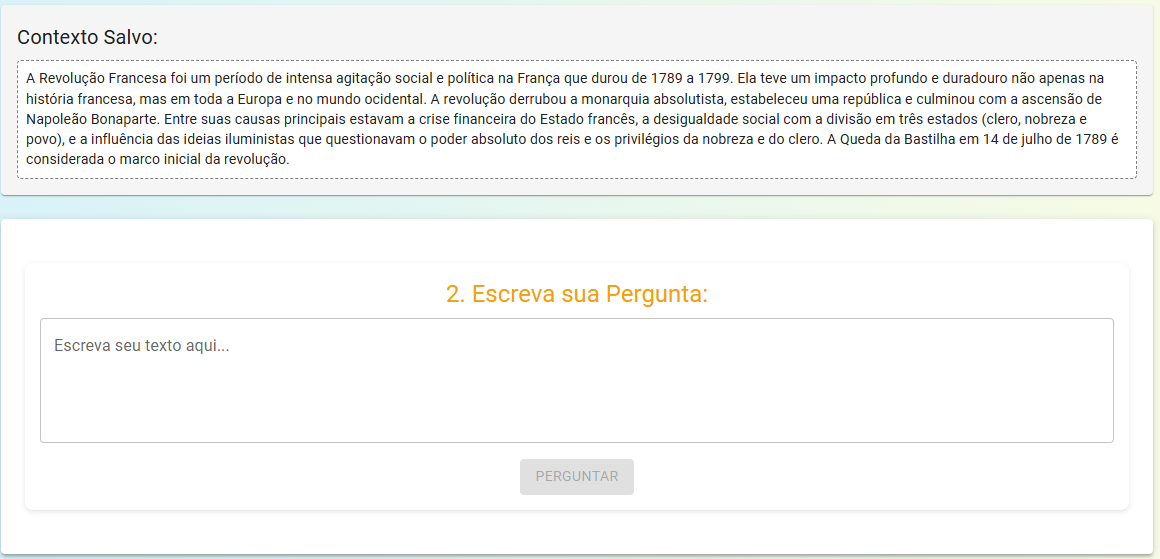 Contexto Salvo:
A Revolução Francesa foi um período de intensa agitação social e política na França que durou de 1789 a 1799. Ela teve um impacto profundo e duradouro não apenas na
história francesa, mas em toda a Europa e no mundo ocidental. A revolução derrubou a monarquia absolutista, estabeleceu uma república e culminou com a ascensão de
Napoleão Bonaparte. Entre suas causas principais estavam a crise financeira do Estado francês, a desigualdade social com a divisão em três estados (clero, nobreza e
povo), e a influência das ideias iluministas que questionavam o poder absoluto dos reis e os privilégios da nobreza e do clero. A Queda da Bastilha em 14 de julho de 1789 é
considerada o marco inicial da revolução.
2. Escreva sua Pergunta:
Escreva seu texto aqui...
PERGUNTAR